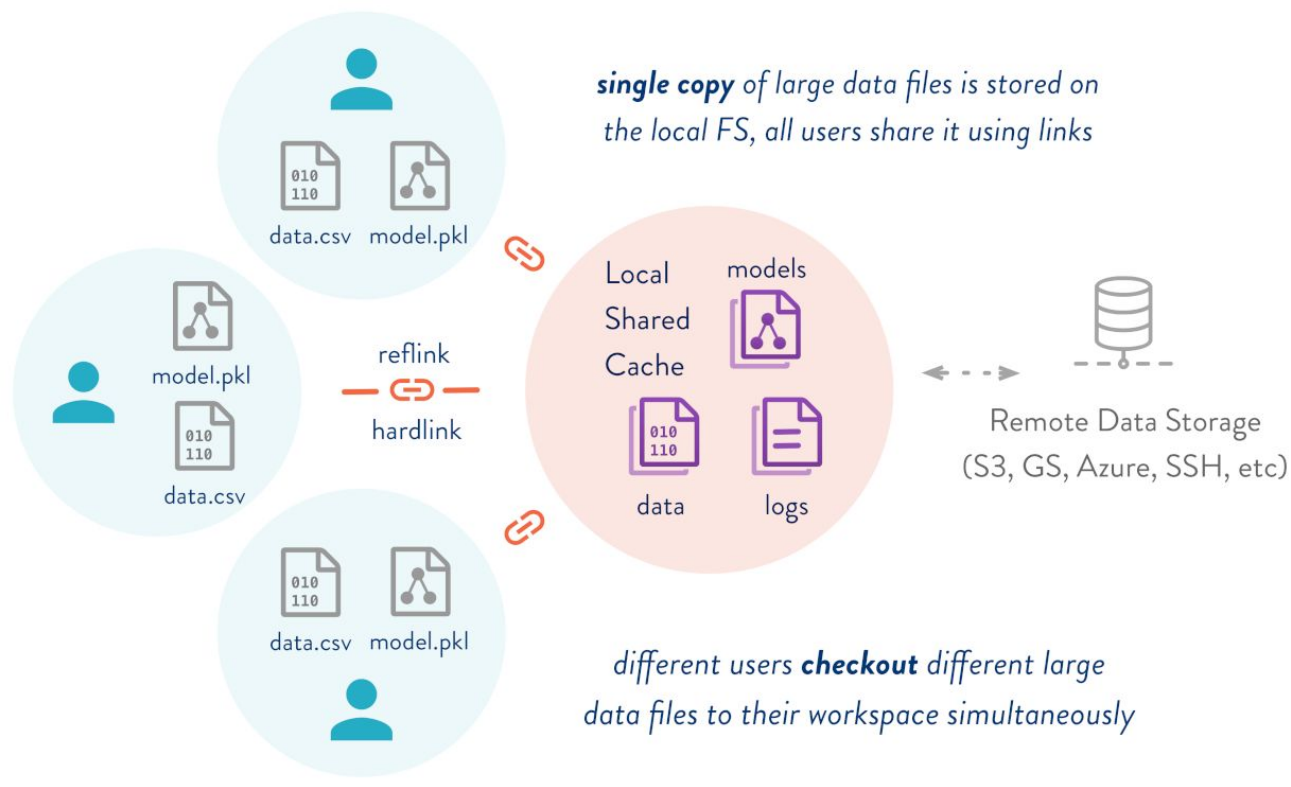 single copy of large data files is stored on
the local FS, all users share it using links
010
110
data.csv
model.pkl
model.pkl
010
110
data.csv
reflink
hardlink
Local
Shared
Cache
models
010
110
data
logs
Remote Data Storage
(S3, GS, Azure, SSH, etc)
010
110
data.csv
model.pkl
different users checkout different large
data files to their workspace simultaneously